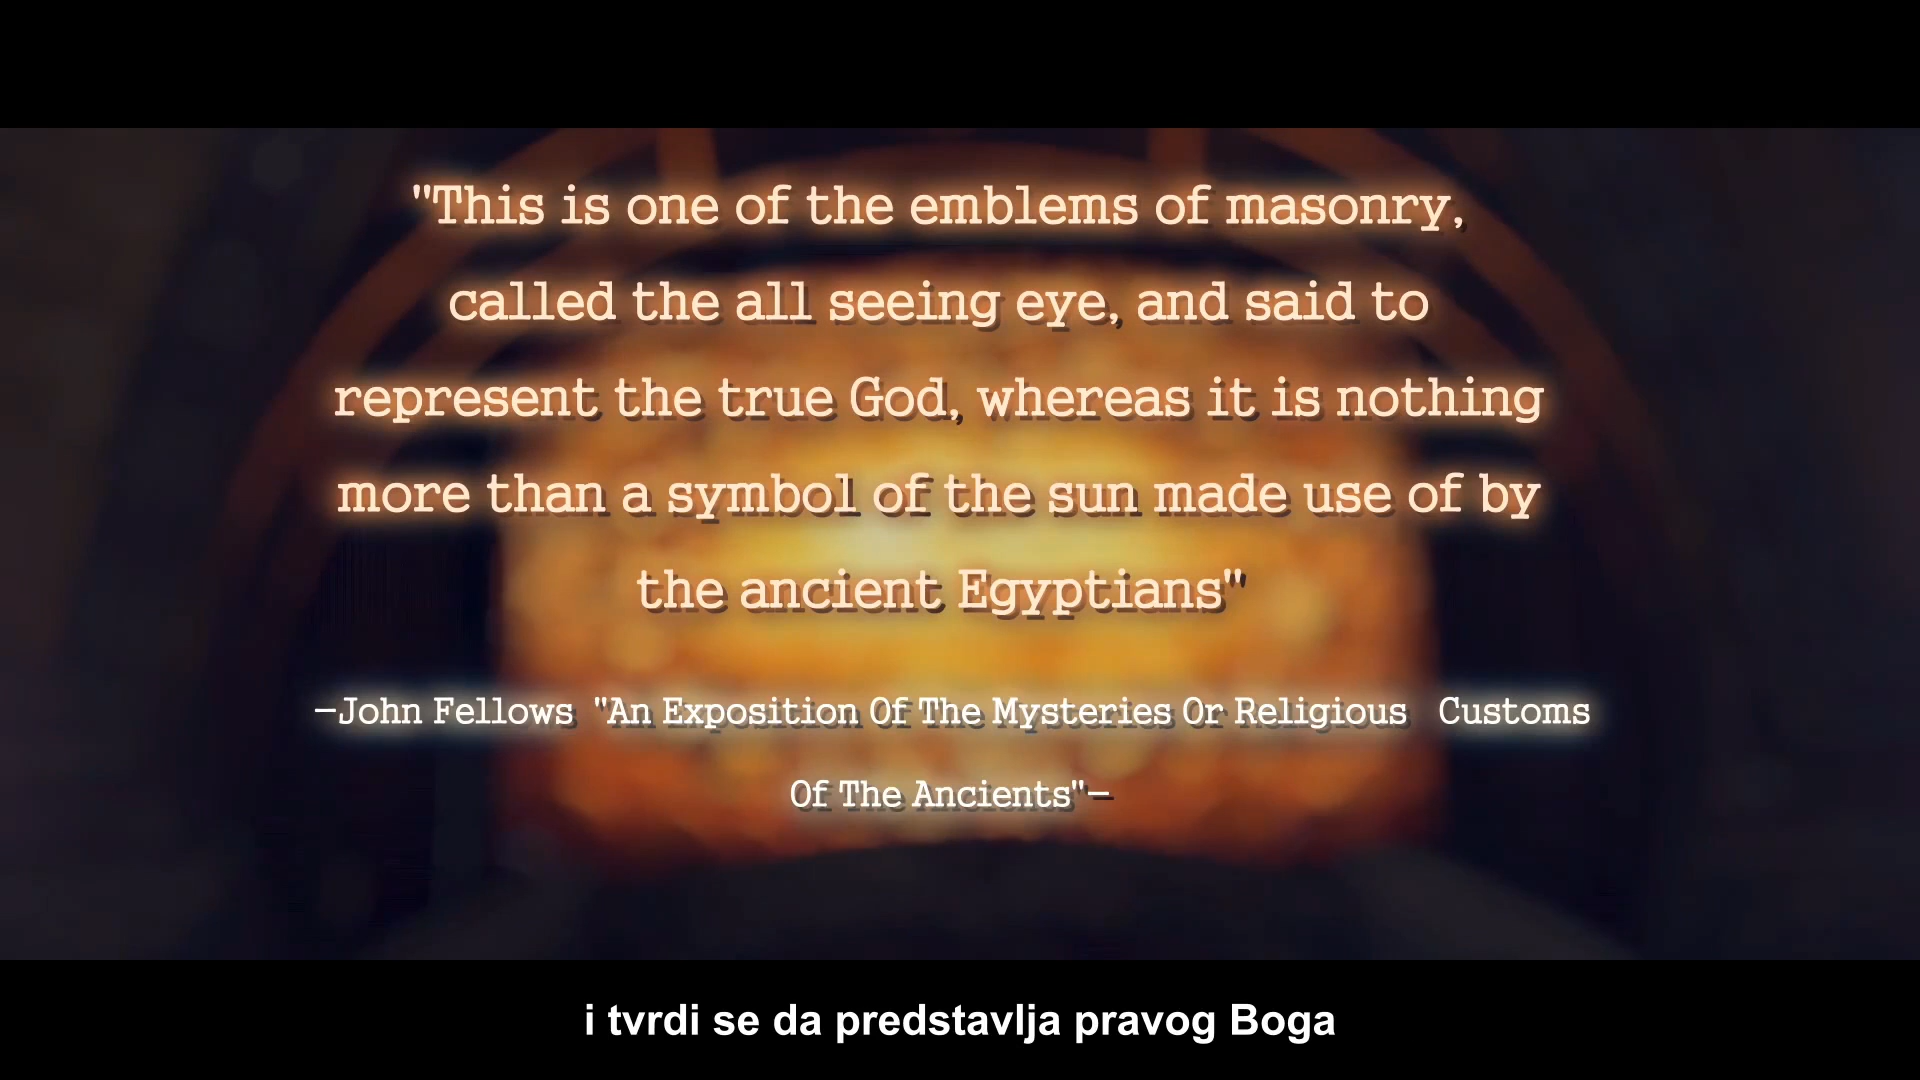 "This is one of the emblems of masonry,
called the all seeing eye, and said to
represent the true God, whereas it is nothing
more than a symbol of the sun made use of by
the ancient Egyptians"
—John Fellows "An Exposition Of The Mysteries Or Religious Customs
Of The Ancients"—
i tvrdi se da predstavlja pravog Boga